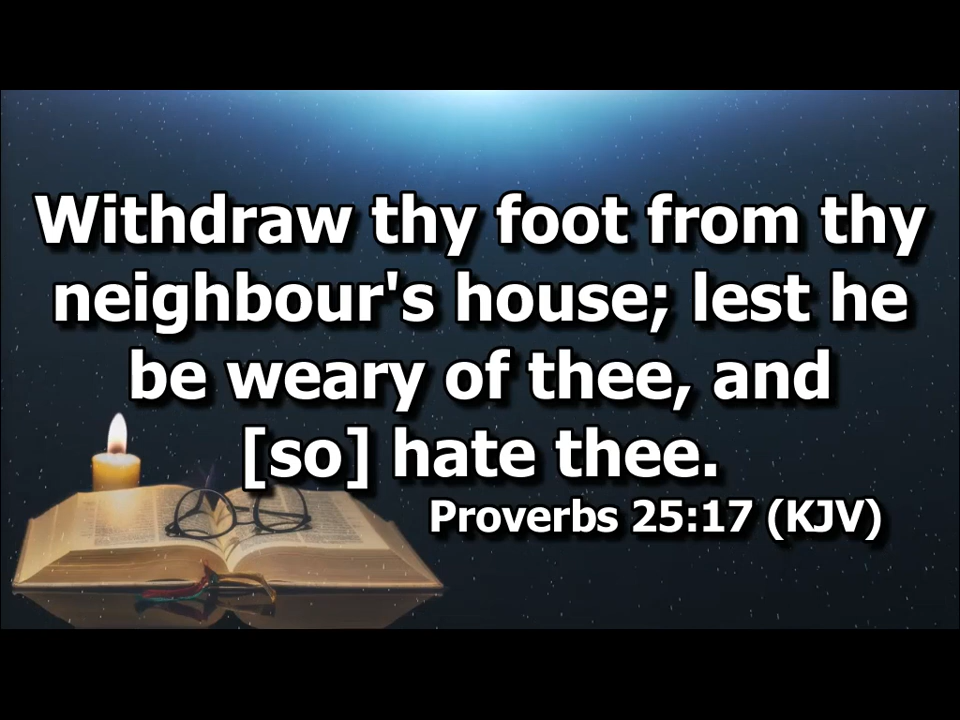 Withdraw thy foot from thy
neighbour's house; lest he
be weary of thee, and
[so] hate thee.
Proverbs 25:17 (KJV)